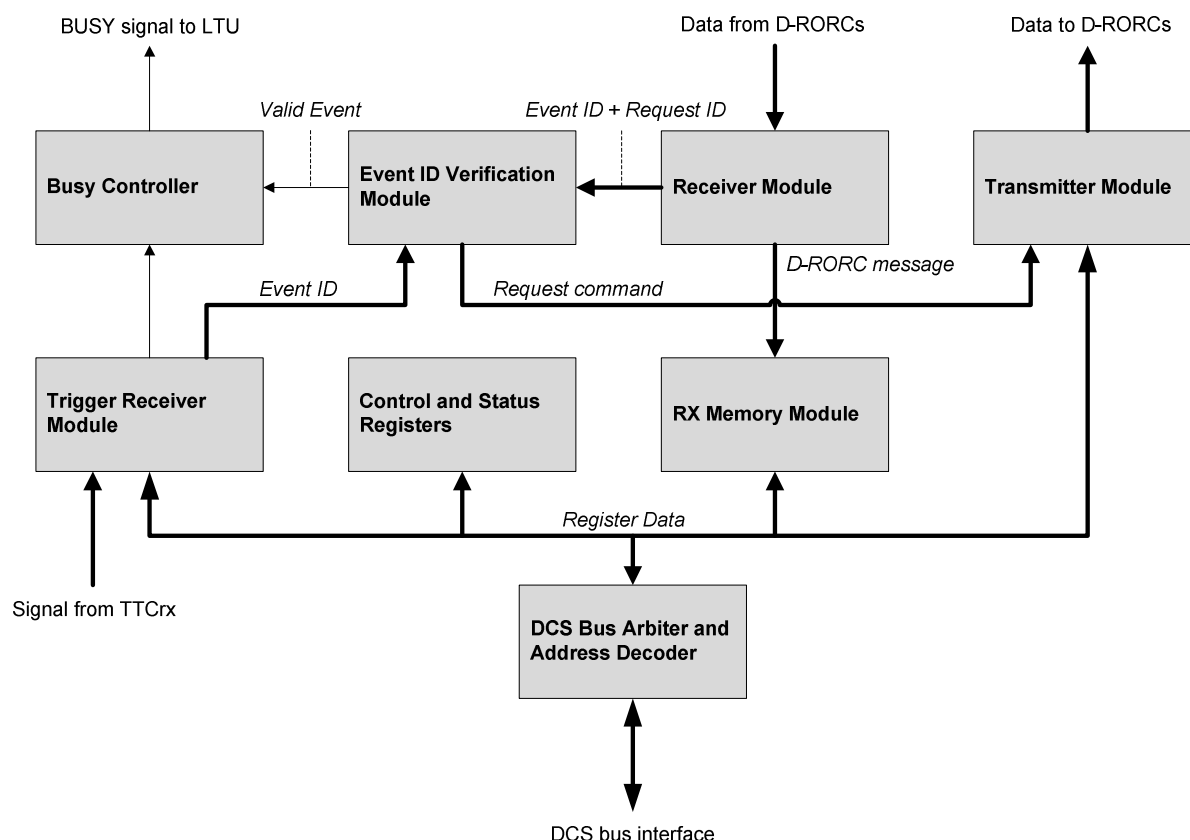 BUSY signal to LTU
Data from D-RORCs
Data to D-RORCs
Valid Event
Event ID + Request ID
Busy Controller
Event ID Verification
Module
Receiver Module
Transmitter Module
D-RORC message
Event ID
Request command
Trigger Receiver
Module
Control and Status
Registers
RX Memory Module
Register Data
Signal from TTCrx
DCS Bus Arbiter and
Address Decoder
DCS bus interface